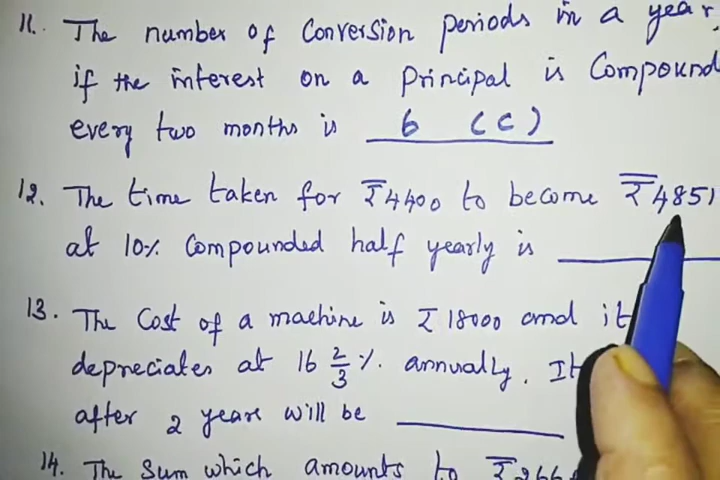 11. The number of Conversion periods in a year,
if the interest on a principal is Compound
every two months is 6 (C)
12. The time taken for ₹4400 to become ₹4851
at 10% Compounded half yearly is
13. The Cost of a machine is ₹18000 and it
depreciates at 16 2/3 %. annually. It
after 2 years will be
14. The Sum which amounts to ₹266